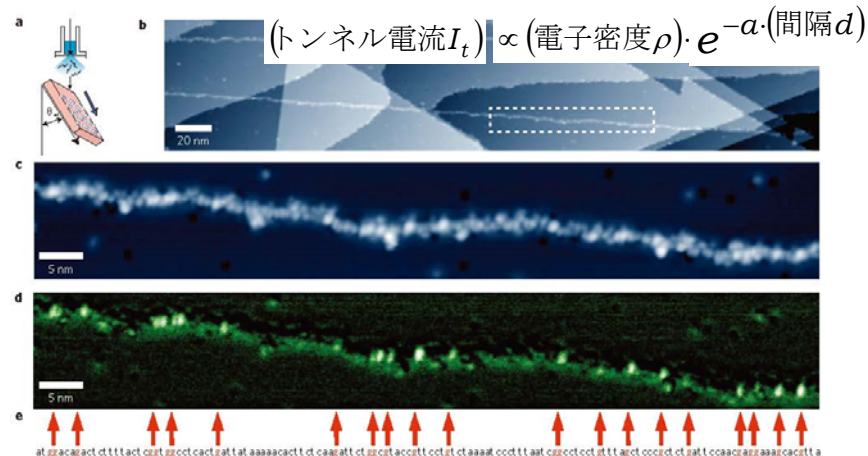 a
b
(トンネル電流I_t) ∝ (電子密度ρ)·e^{-a·(間隔d)}
θ
20 nm
c
5 nm
d
5 nm
e
atggacagactcttttactcggtggcctcactgattataaaaacacttctcaagattctggcgtaccgttcctgtctaaaatccctttaatcggcctcctgtttagctcccgctctgattccaacgaggaaagcacgtta